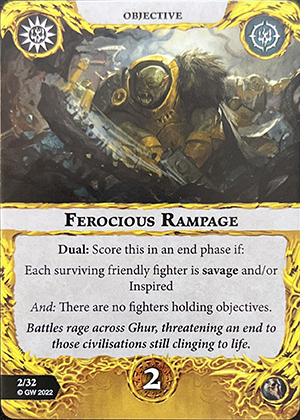 OBJECTIVE
FEROCIOUS RAMPAGE
Dual: Score this in an end phase if:
Each surviving friendly fighter is savage and/or
Inspired
And: There are no fighters holding objectives.
Battles rage across Ghur, threatening an end to
those civilisations still clinging to life.
2/32
© GW 2022
2